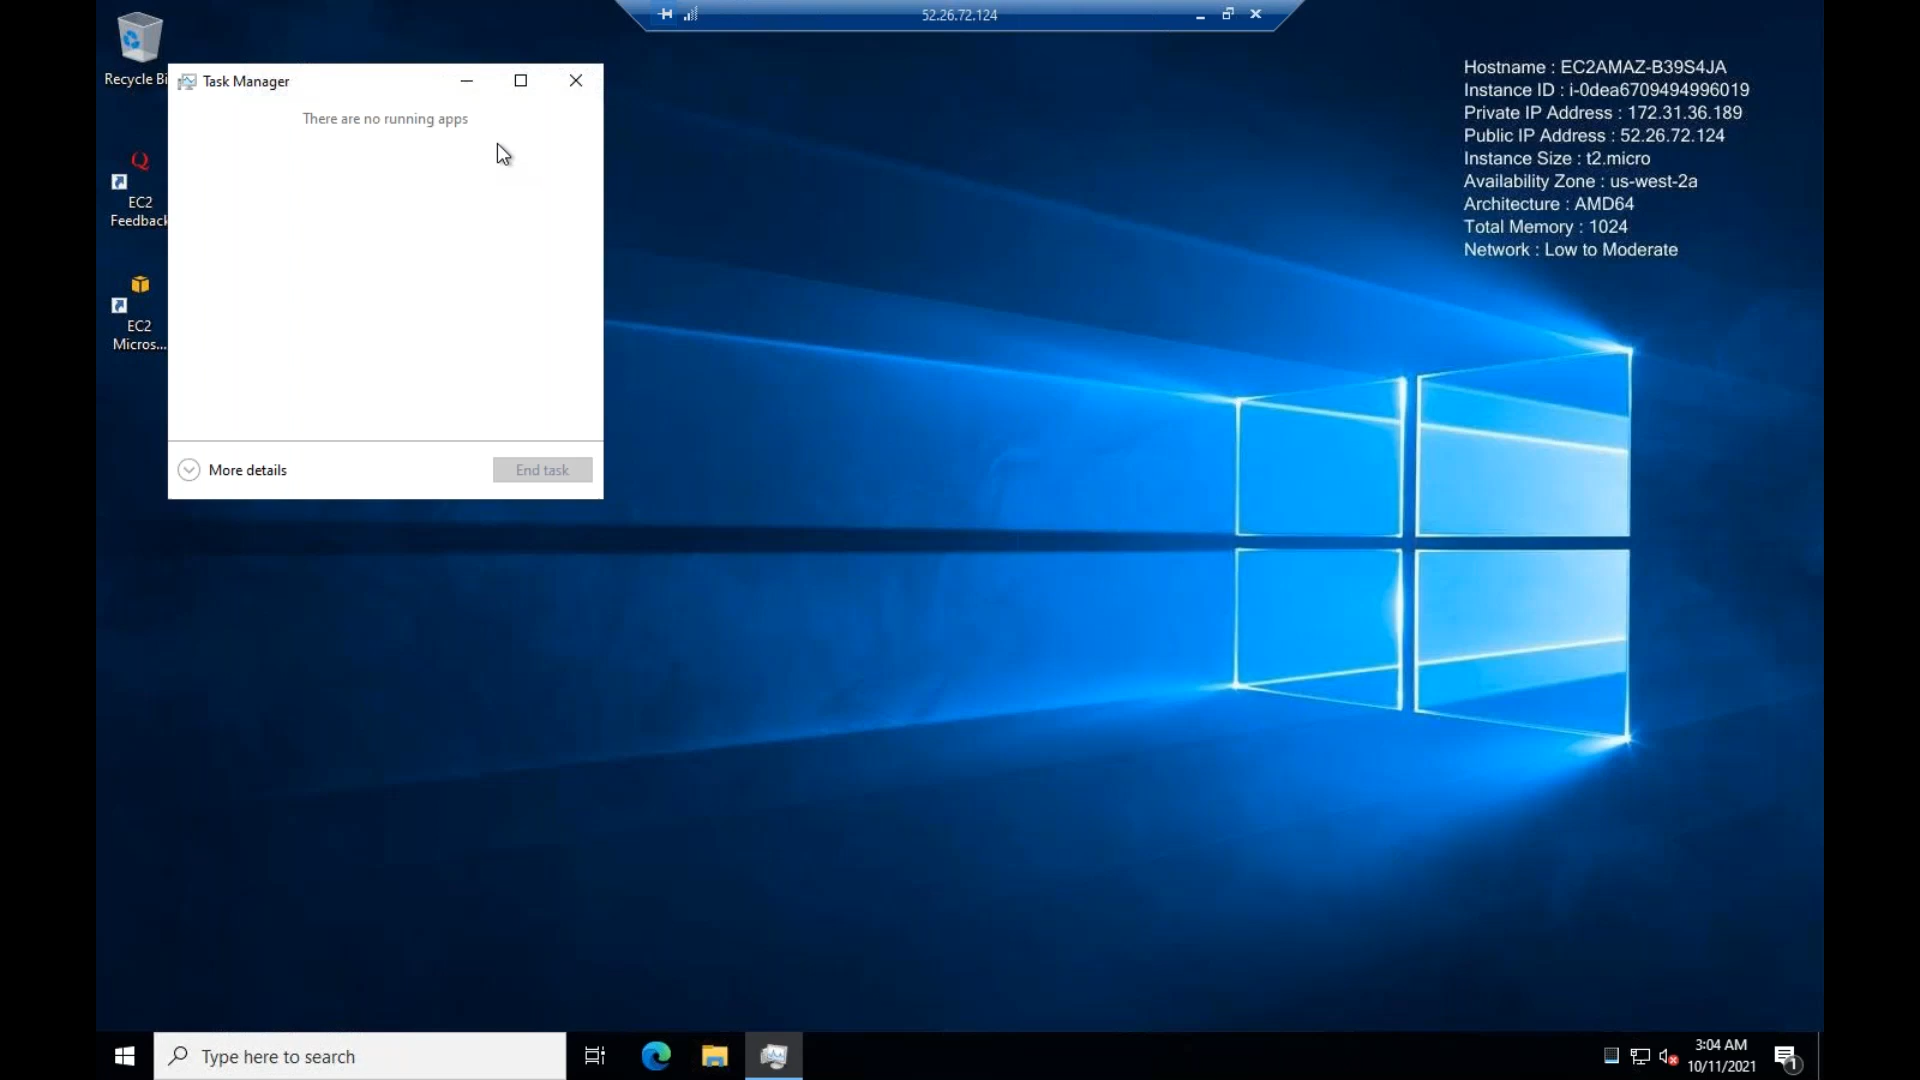 52.26.72.124
Recycle Bi
Task Manager
There are no running apps
Hostname : EC2AMAZ-B39S4JA
Instance ID : i-0dea6709494996019
Private IP Address : 172.31.36.189
Public IP Address : 52.26.72.124
Instance Size : t2.micro
Availability Zone : us-west-2a
Architecture : AMD64
Total Memory : 1024
Network : Low to Moderate
Q
EC2
Feedback
EC2
Micros...
More details
End task
Type here to search
3:04 AM
10/11/2021
1